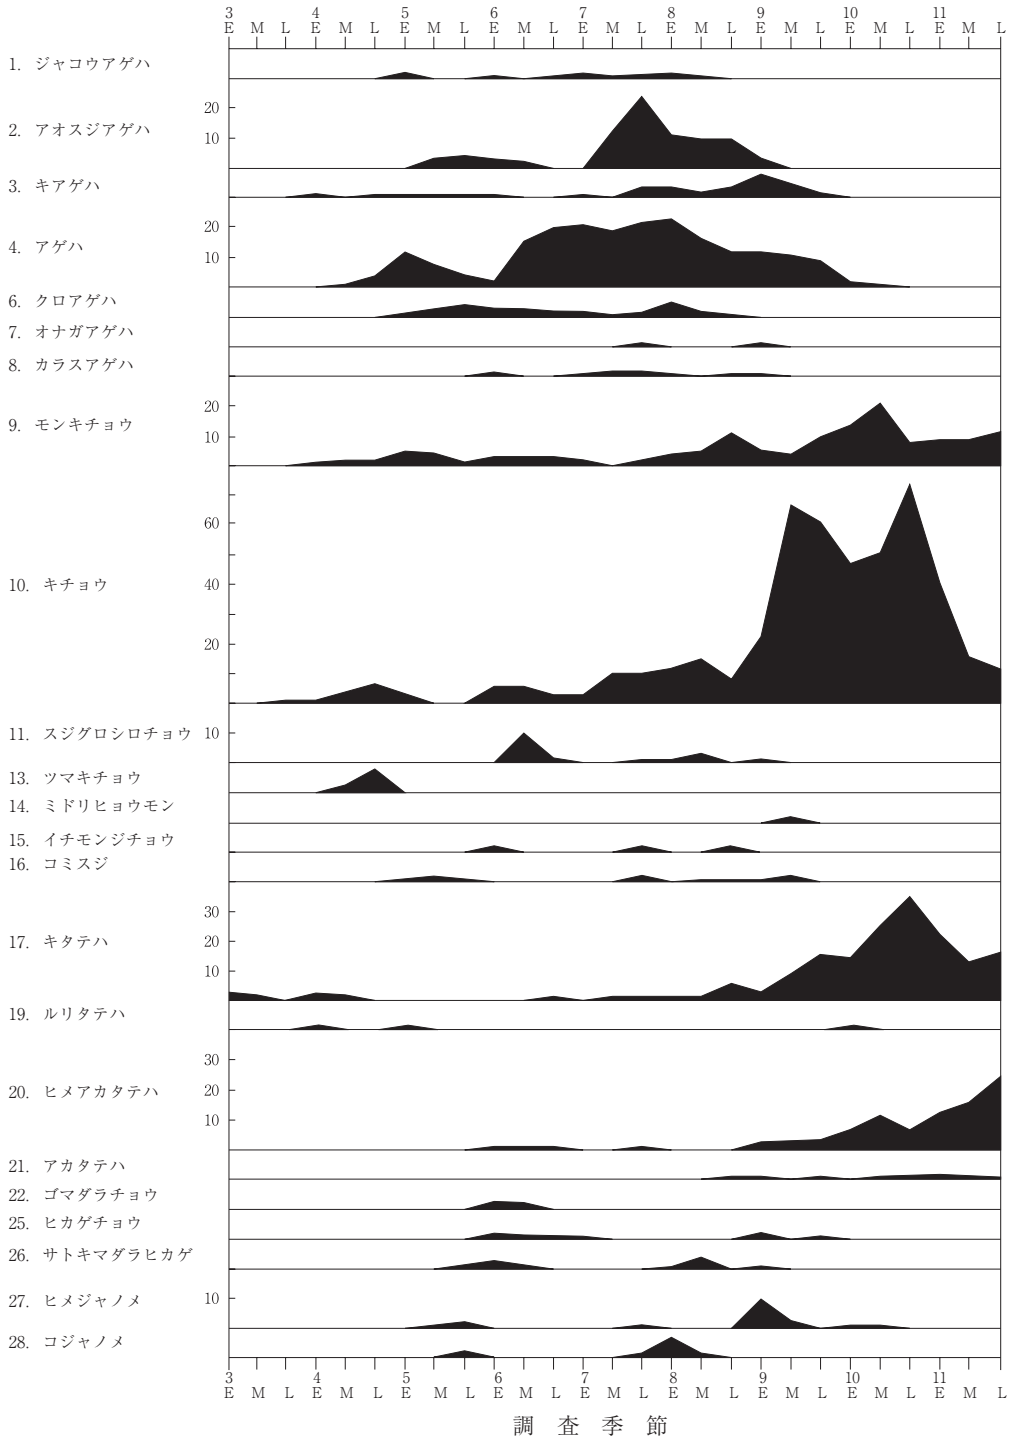 3 4 5 6 7 8 9 10 11
E M L E M L E M L E M L E M L E M L E M L E M L E M L
1. ジャコウアゲハ
20
2. アオスジアゲハ 10
3. キアゲハ
20
4. アゲハ
10
6. クロアゲハ
7. オナガアゲハ
8. カラスアゲハ
20
9. モンキチョウ
10
60
10. キチョウ 40
20
11. スジグロシロチョウ 10
13. ツマキチョウ
14. ミドリヒョウモン
15. イチモンジチョウ
16. コミスジ
30
17. キタテハ 20
10
19. ルリタテハ
30
20. ヒメアカタテハ 20
10
21. アカタテハ
22. ゴマダラチョウ
25. ヒカゲチョウ
26. サトキマダラヒカゲ
27. ヒメジャノメ 10
28. コジャノメ
3 4 5 6 7 8 9 10 11
E M L E M L E M L E M L E M L E M L E M L E M L E M L
調査季節